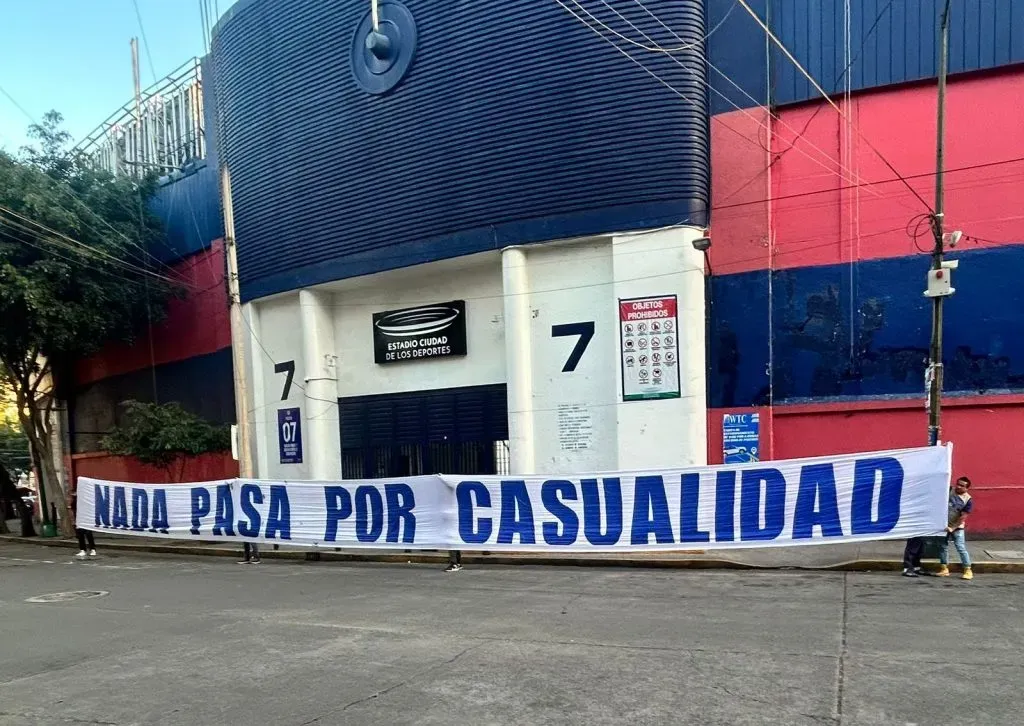 ESTADIO CIUDAD
DE LOS DEPORTES
7
7
07
OBJETOS
PROHIBIDOS
WTC
NADA PASA POR CASUALIDAD